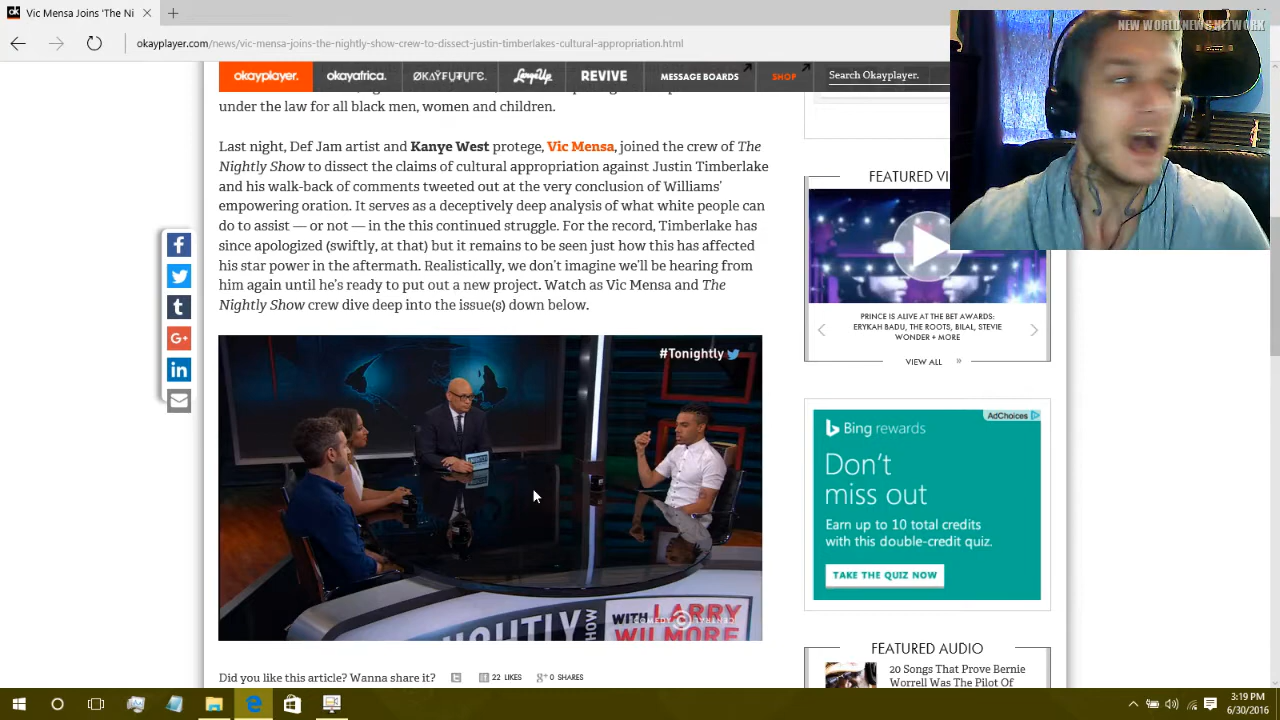 ok Vic Mensa Joins 'The Ni
okayplayer.com/news/vic-mensa-joins-the-nightly-show-crew-to-dissect-justin-timberlakes-cultural-appropriation.html
NEW WORLD NEWS NETWORK
okayplayer. okayafrica. ØKAYFUTURE. LargeUp REVIVE MESSAGE BOARDS SHOP Search Okayplayer.
under the law for all black men, women and children.
Last night, Def Jam artist and Kanye West protege, Vic Mensa, joined the crew of The
Nightly Show to dissect the claims of cultural appropriation against Justin Timberlake
and his walk-back of comments tweeted out at the very conclusion of Williams'
empowering oration. It serves as a deceptively deep analysis of what white people can
do to assist — or not — in the this continued struggle. For the record, Timberlake has
since apologized (swiftly, at that) but it remains to be seen just how this has affected
his star power in the aftermath. Realistically, we don't imagine we'll be hearing from
him again until he's ready to put out a new project. Watch as Vic Mensa and The
Nightly Show crew dive deep into the issue(s) down below.
#Tonightly
NIGHTLY SHOW WITH LARRY
WILMORE
COMEDY CENTRAL
Did you like this article? Wanna share it? 22 LIKES 0 SHARES
FEATURED VI
PRINCE IS ALIVE AT THE BET AWARDS:
ERYKAH BADU, THE ROOTS, BILAL, STEVIE
WONDER + MORE
VIEW ALL »
AdChoices
Bing rewards
Don't
miss out
Earn up to 10 total credits
with this double-credit quiz.
TAKE THE QUIZ NOW
FEATURED AUDIO
20 Songs That Prove Bernie
Worrell Was The Pilot Of
3:19 PM
6/30/2016